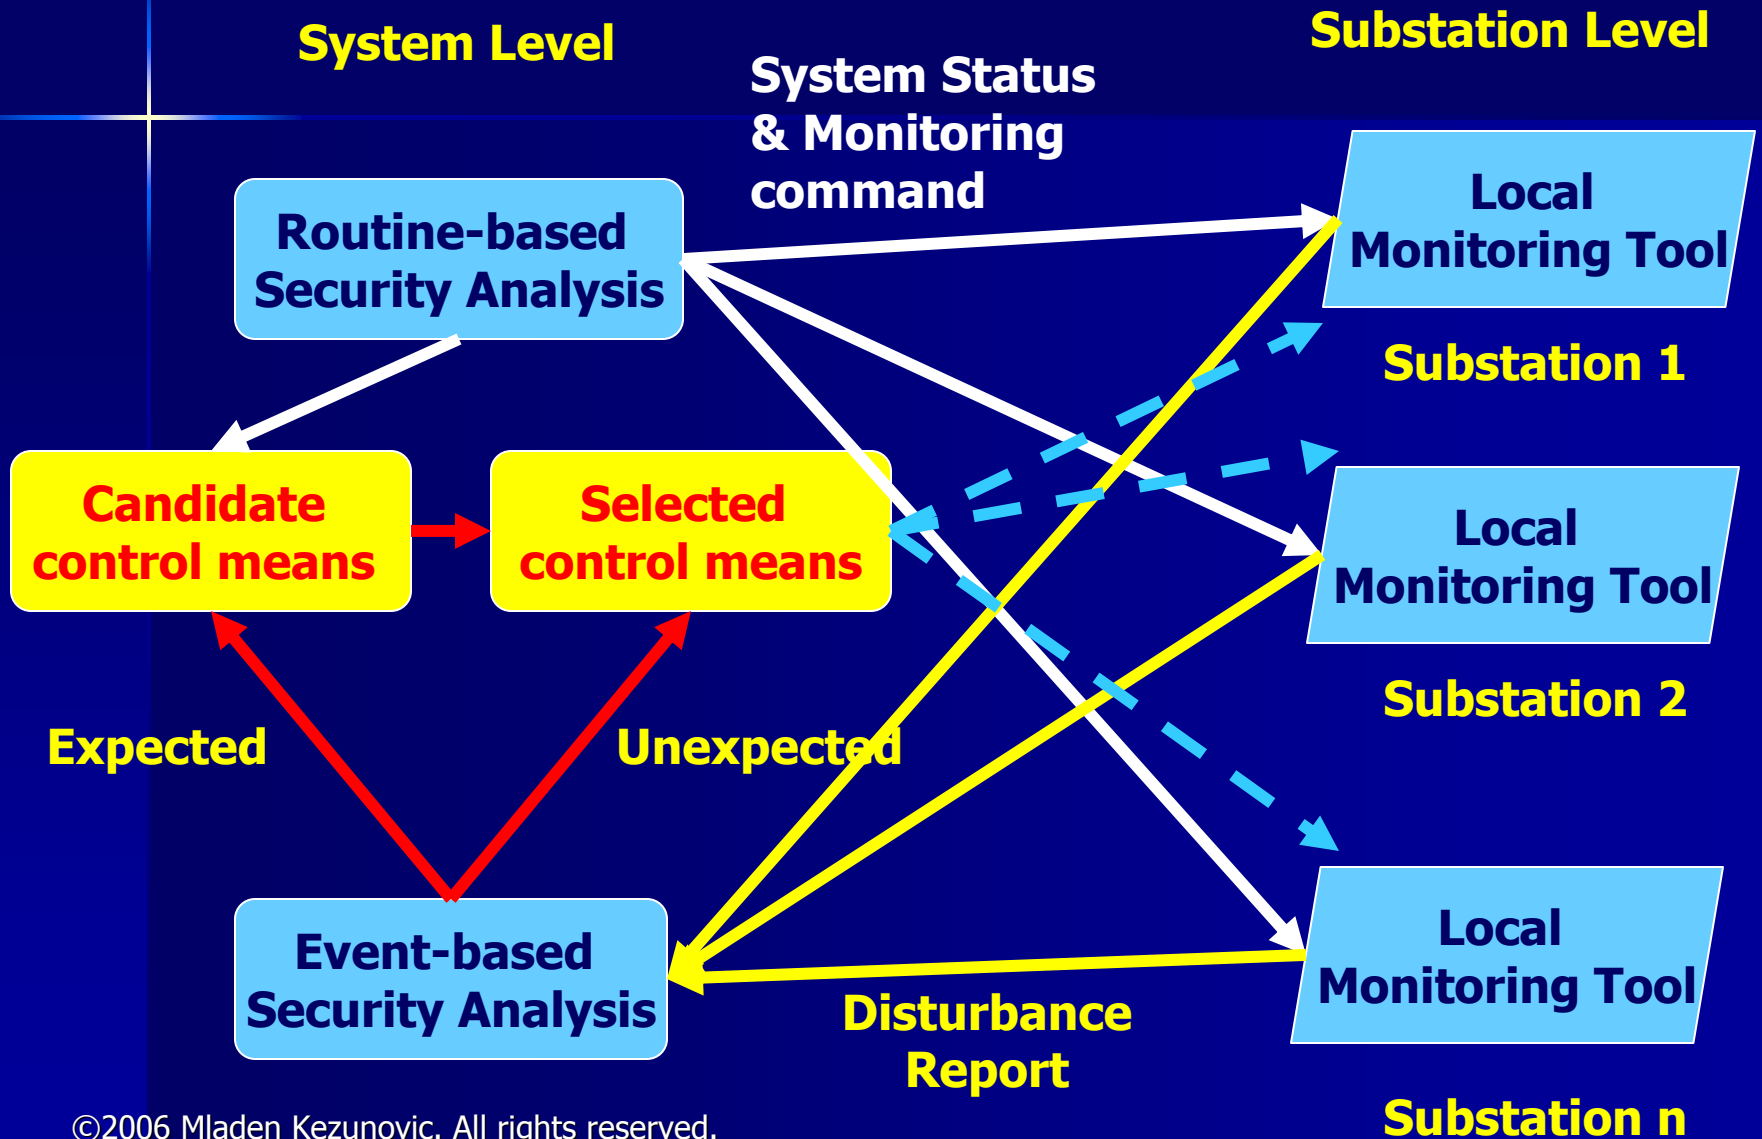 System Level
Substation Level
System Status
& Monitoring
command
Routine-based
Security Analysis
Local
Monitoring Tool
Substation 1
Candidate
control means
Selected
control means
Local
Monitoring Tool
Substation 2
Expected
Unexpected
Event-based
Security Analysis
Local
Monitoring Tool
Disturbance
Report
Substation n
©2006 Mladen Kezunovic. All rights reserved.